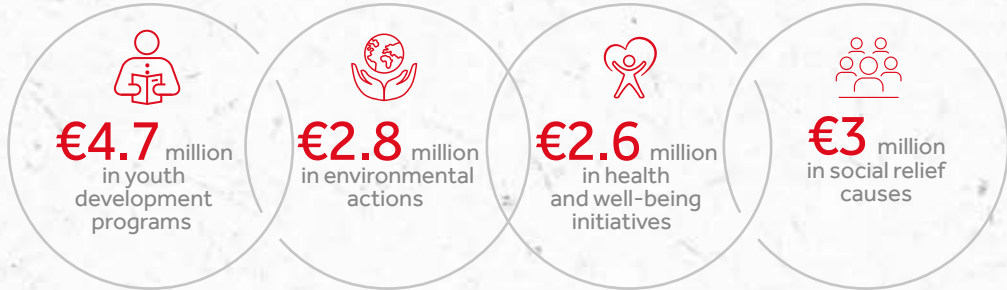 €4.7 million
in youth
development
programs
€2.8 million
in environmental
actions
€2.6 million
in health
and well-being
initiatives
€3 million
in social relief
causes